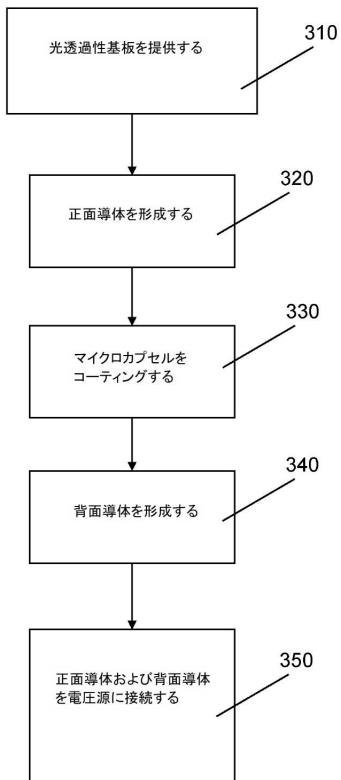 光透過性基板を提供する
310
正面導体を形成する
320
マイクロカプセルを
コーティングする
330
背面導体を形成する
340
正面導体および背面導体
を電圧源に接続する
350